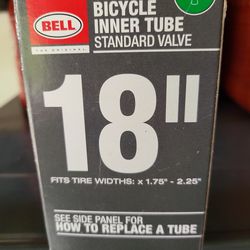 BICYCLE
INNER TUBE
STANDARD VALVE
BELL
18"
FITS TIRE WIDTHS: x 1.75" - 2.25"
SEE SIDE PANEL FOR
HOW TO REPLACE A TUBE